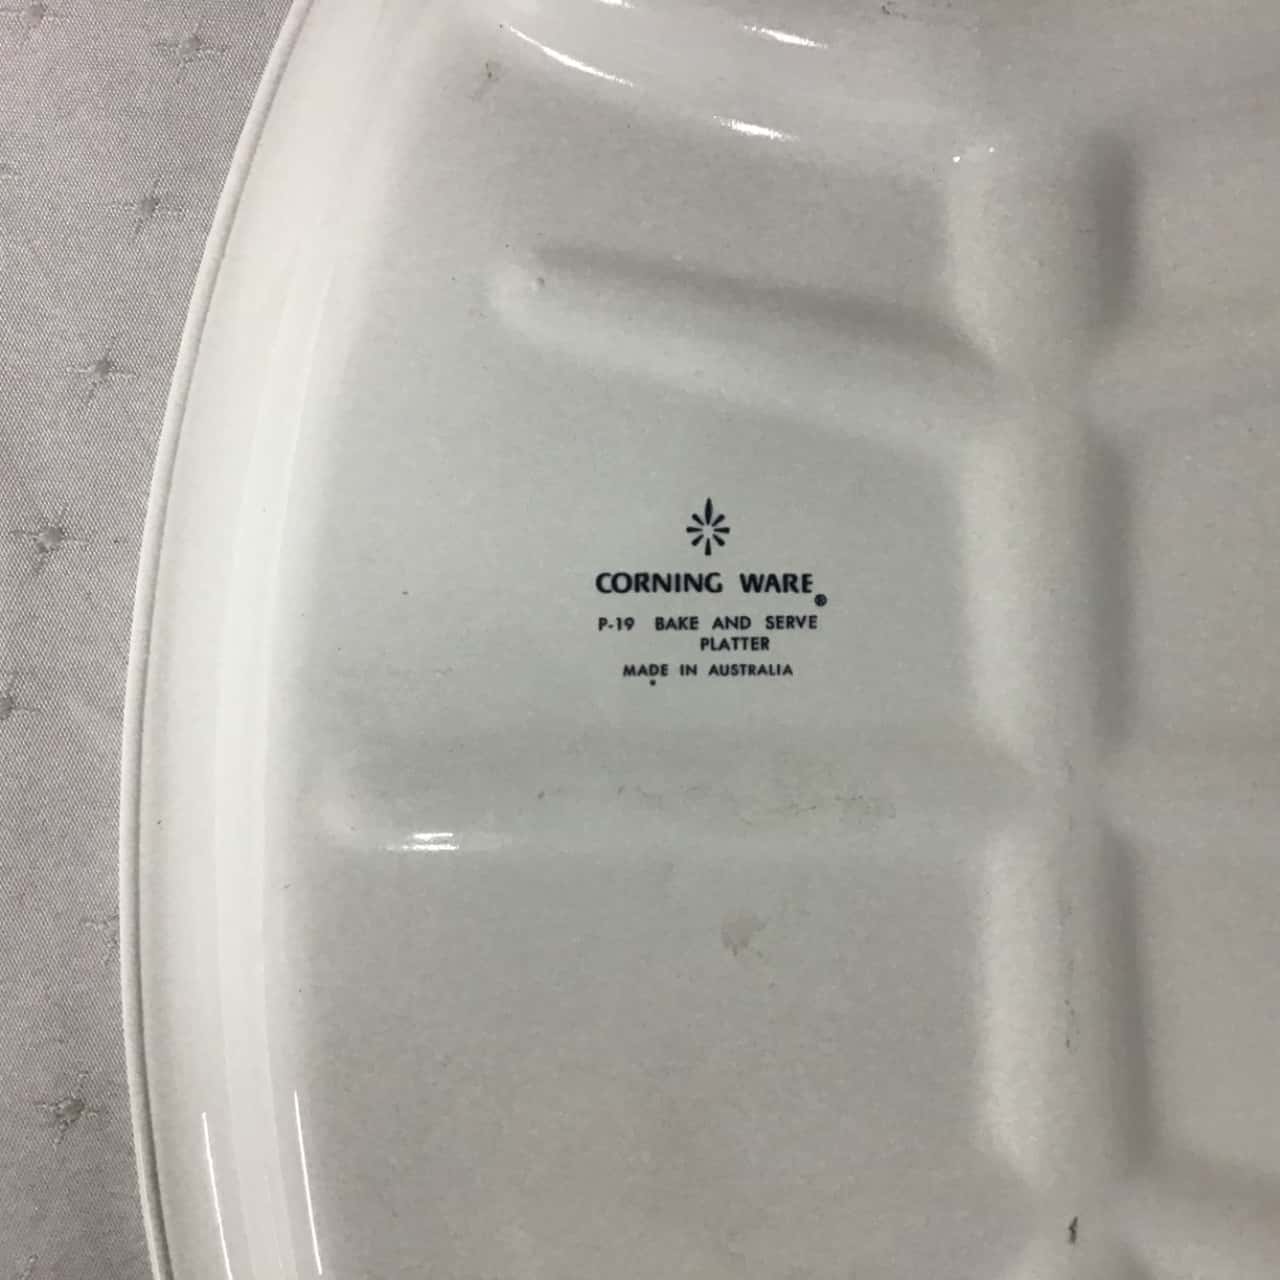 CORNING WARE®
P-19 BAKE AND SERVE
PLATTER
MADE IN AUSTRALIA